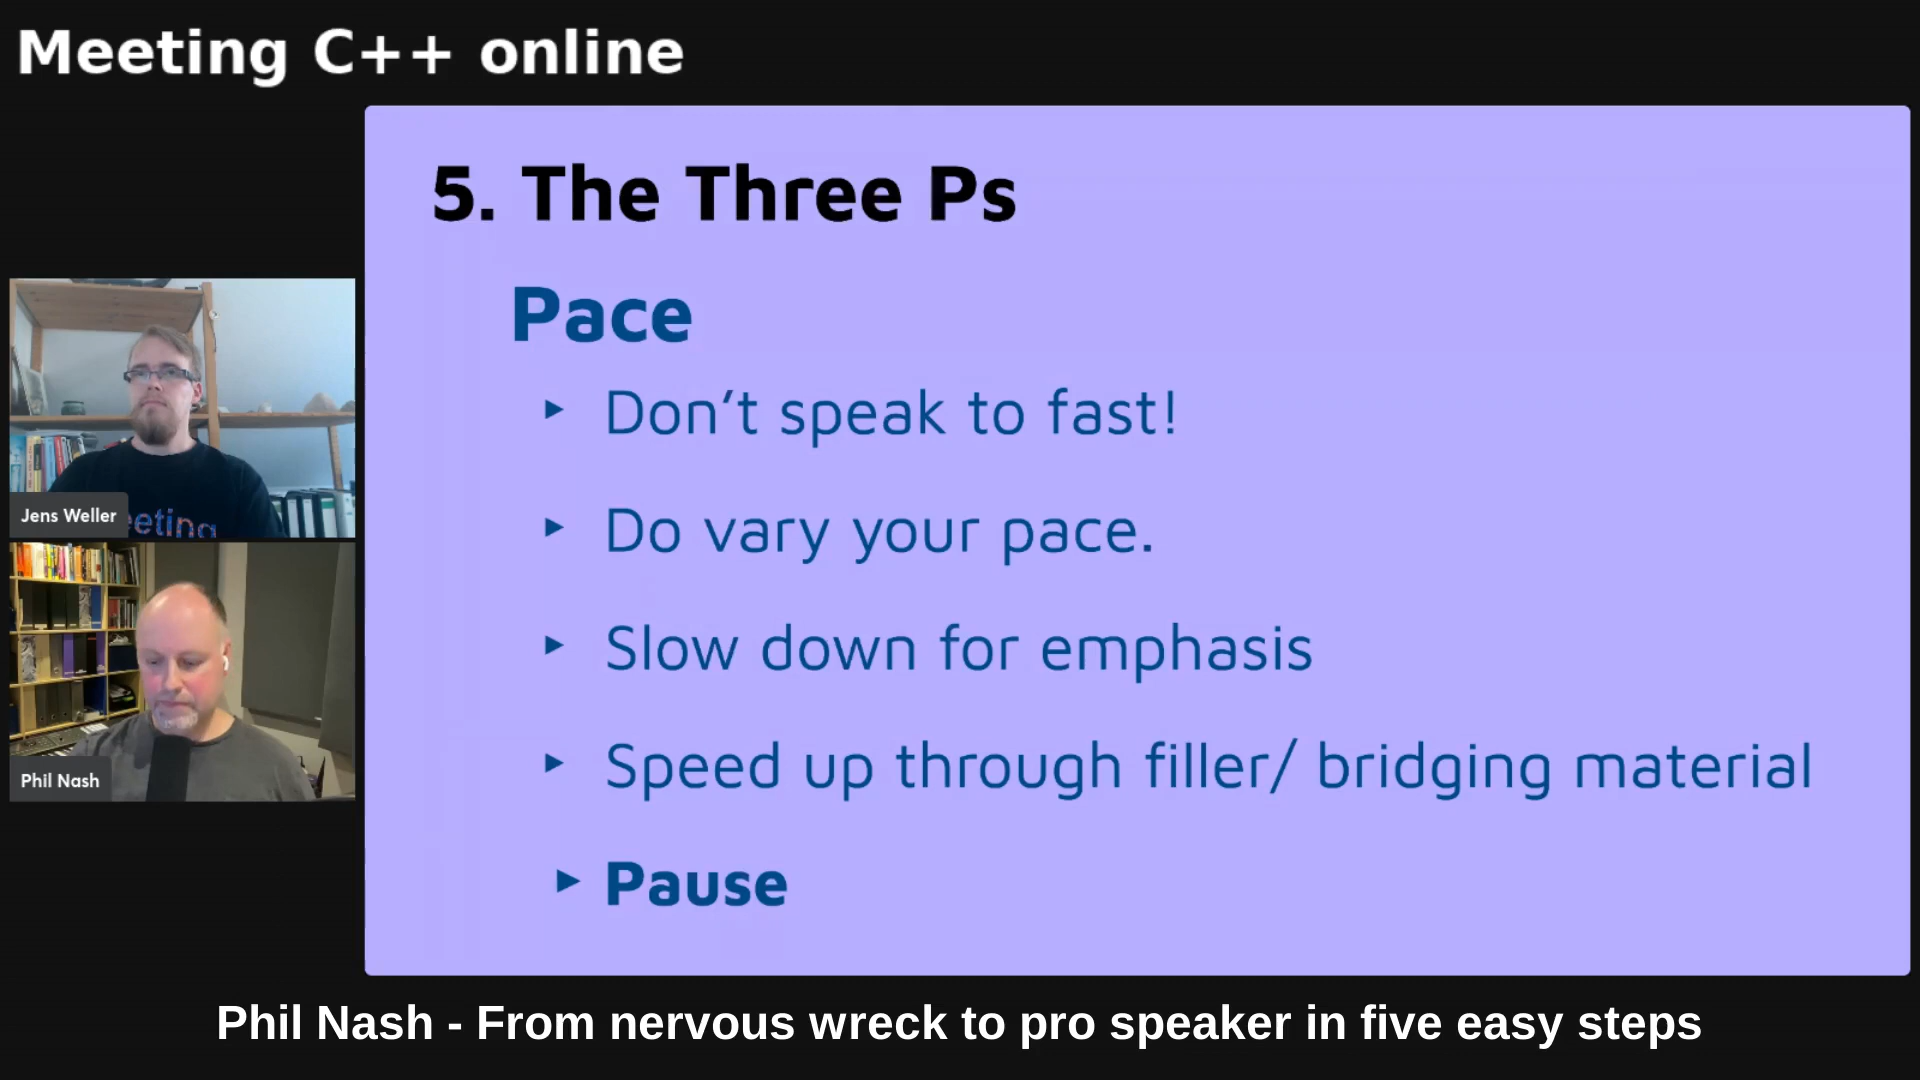 Meeting C++ online
5. The Three Ps
Pace
▸ Don’t speak to fast!
▸ Do vary your pace.
▸ Slow down for emphasis
▸ Speed up through filler/ bridging material
▸ Pause
eeting
Jens Weller
Phil Nash
Phil Nash - From nervous wreck to pro speaker in five easy steps